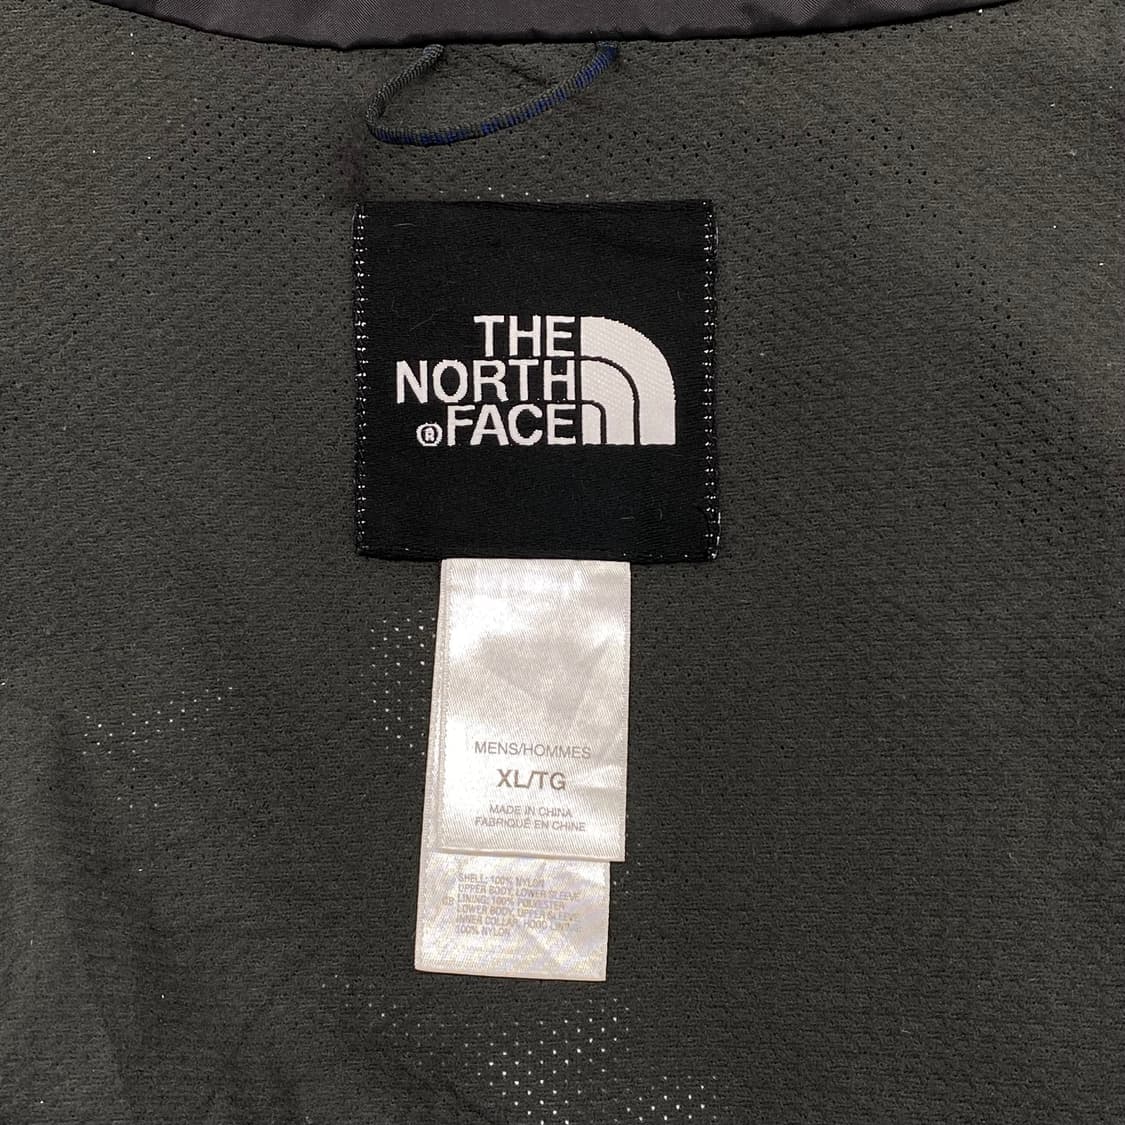 THE
NORTH
®FACE
MENS/HOMMES
XL/TG
MADE IN CHINA
FABRIQUÉ EN CHINE
SHELL: 100% NYLON
UPPER BODY, LOWER SLEEVE
GB LINING: 100% POLYESTER
LOWER BODY, UPPER SLEEVE
INNER COLLAR, HOOD LINING:
100% NYLON